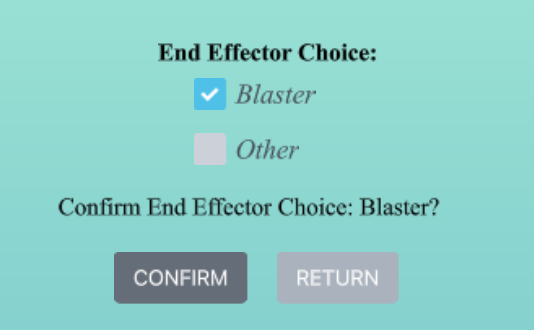 End Effector Choice:
Blaster
Other
Confirm End Effector Choice: Blaster?
CONFIRM RETURN